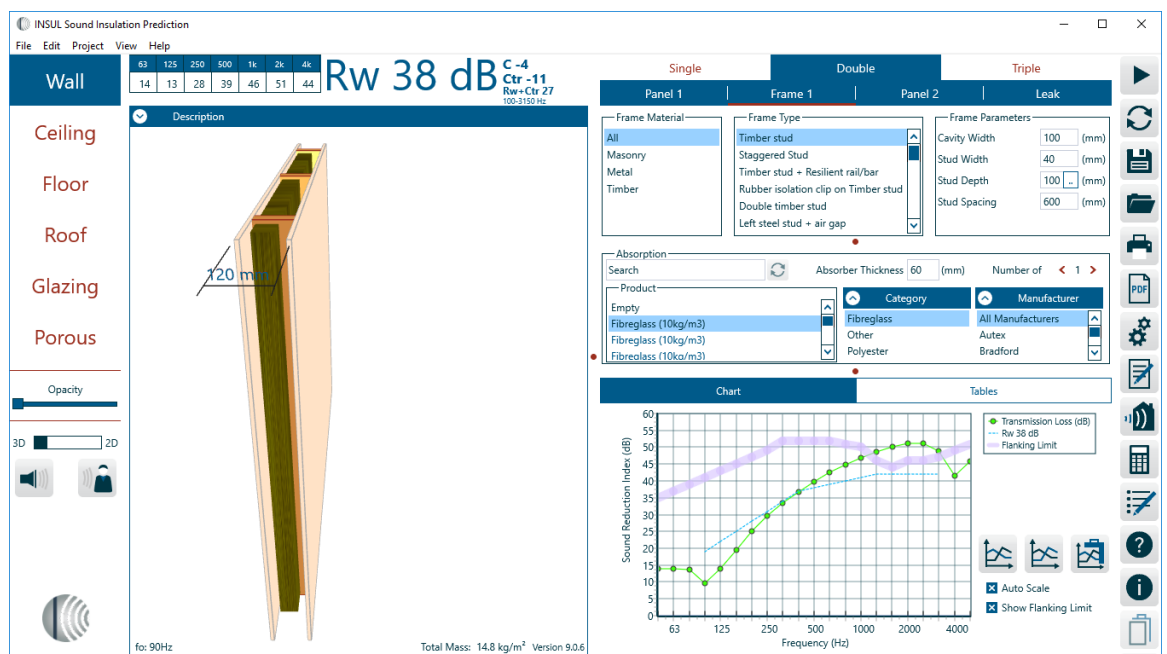 INSUL Sound Insulation Prediction
File Edit Project View Help
Wall
Ceiling
Floor
Roof
Glazing
Porous
Opacity
3D 2D
63 125 250 500 1k 2k 4k
14 13 28 39 46 51 44
Rw 38 dB
C -4
Ctr -11
Rw+Ctr 27
100-3150 Hz
Description
120 mm
fo: 90Hz
Total Mass: 14.8 kg/m² Version 9.0.6
Single Double Triple
Panel 1 Frame 1 Panel 2 Leak
Frame Material
All
Masonry
Metal
Timber
Frame Type
Timber stud
Staggered Stud
Timber stud + Resilient rail/bar
Rubber isolation clip on Timber stud
Double timber stud
Left steel stud + air gap
Frame Parameters
Cavity Width 100 (mm)
Stud Width 40 (mm)
Stud Depth 100 .. (mm)
Stud Spacing 600 (mm)
Absorption
Search
Absorber Thickness 60 (mm) Number of < 1 >
Product
Empty
Fibreglass (10kg/m3)
Fibreglass (10kg/m3)
Fibreglass (10kg/m3)
Category
Fibreglass
Other
Polyester
Manufacturer
All Manufacturers
Autex
Bradford
PDF
Chart Tables
Sound Reduction Index (dB)
60
55
50
45
40
35
30
25
20
15
10
5
0
63 125 250 500 1000 2000 4000
Frequency (Hz)
Transmission Loss (dB)
Rw 38 dB
Flanking Limit
Auto Scale
Show Flanking Limit